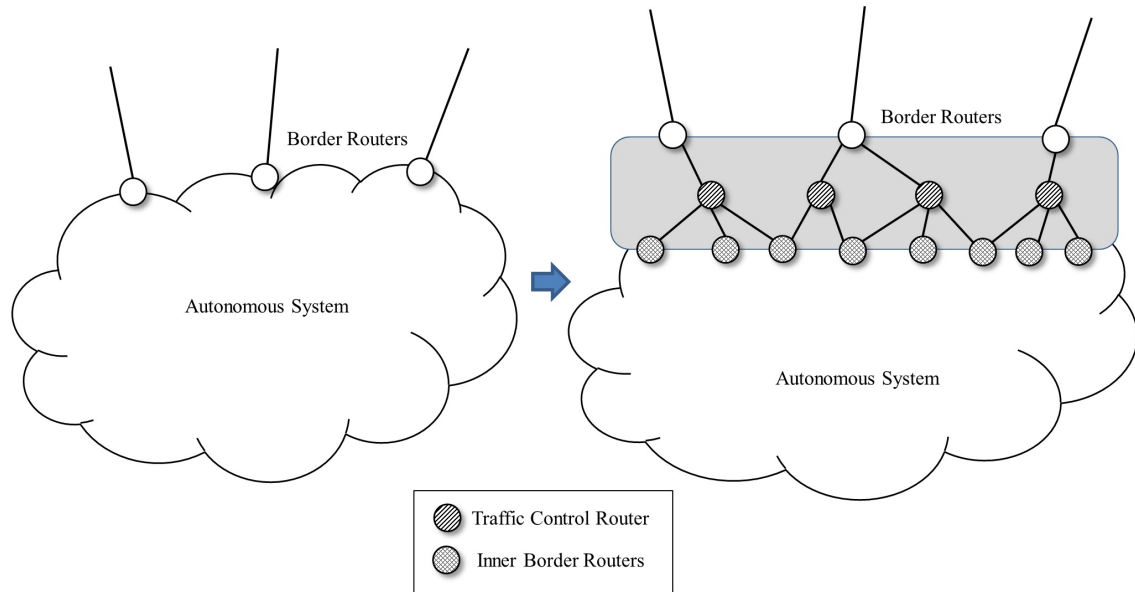 Border Routers
Autonomous System
Border Routers
Autonomous System
Traffic Control Router
Inner Border Routers